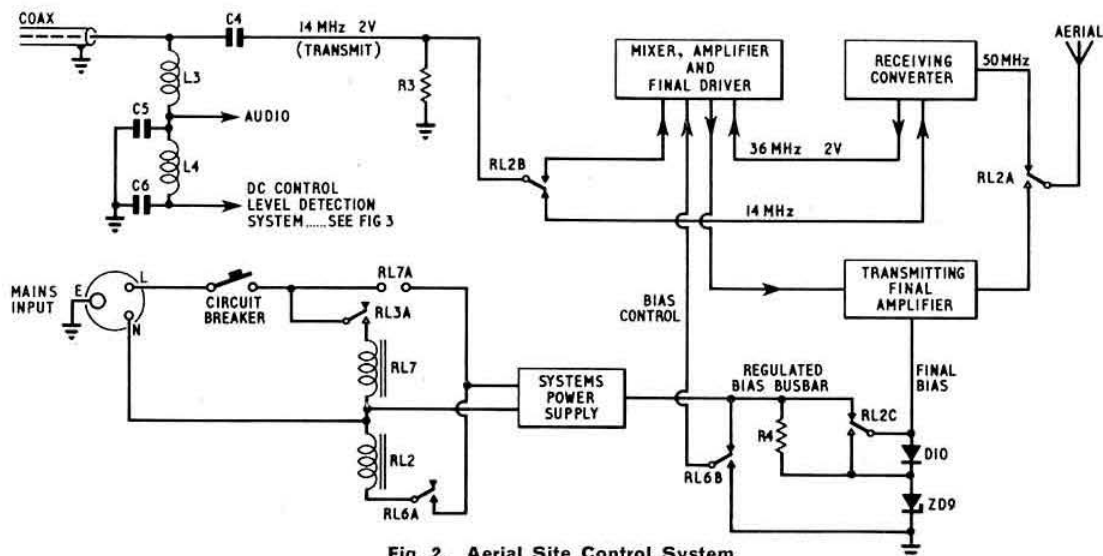 COAX
C4
14 MHz 2V
(TRANSMIT)
L3
R3
C5
AUDIO
L4
C6
DC CONTROL
LEVEL DETECTION
SYSTEM......SEE FIG 3
MIXER, AMPLIFIER
AND
FINAL DRIVER
RECEIVING
CONVERTER
50 MHz
AERIAL
36 MHz 2V
RL2B
RL2A
14 MHz
MAINS
INPUT
E
L
N
CIRCUIT
BREAKER
RL7A
RL3A
RL7
RL2
RL6A
SYSTEMS
POWER
SUPPLY
BIAS
CONTROL
TRANSMITTING
FINAL
AMPLIFIER
REGULATED
BIAS BUSBAR
FINAL
BIAS
RL2C
R4
D10
RL6B
ZD9
Fig. 2. Aerial Site Control System